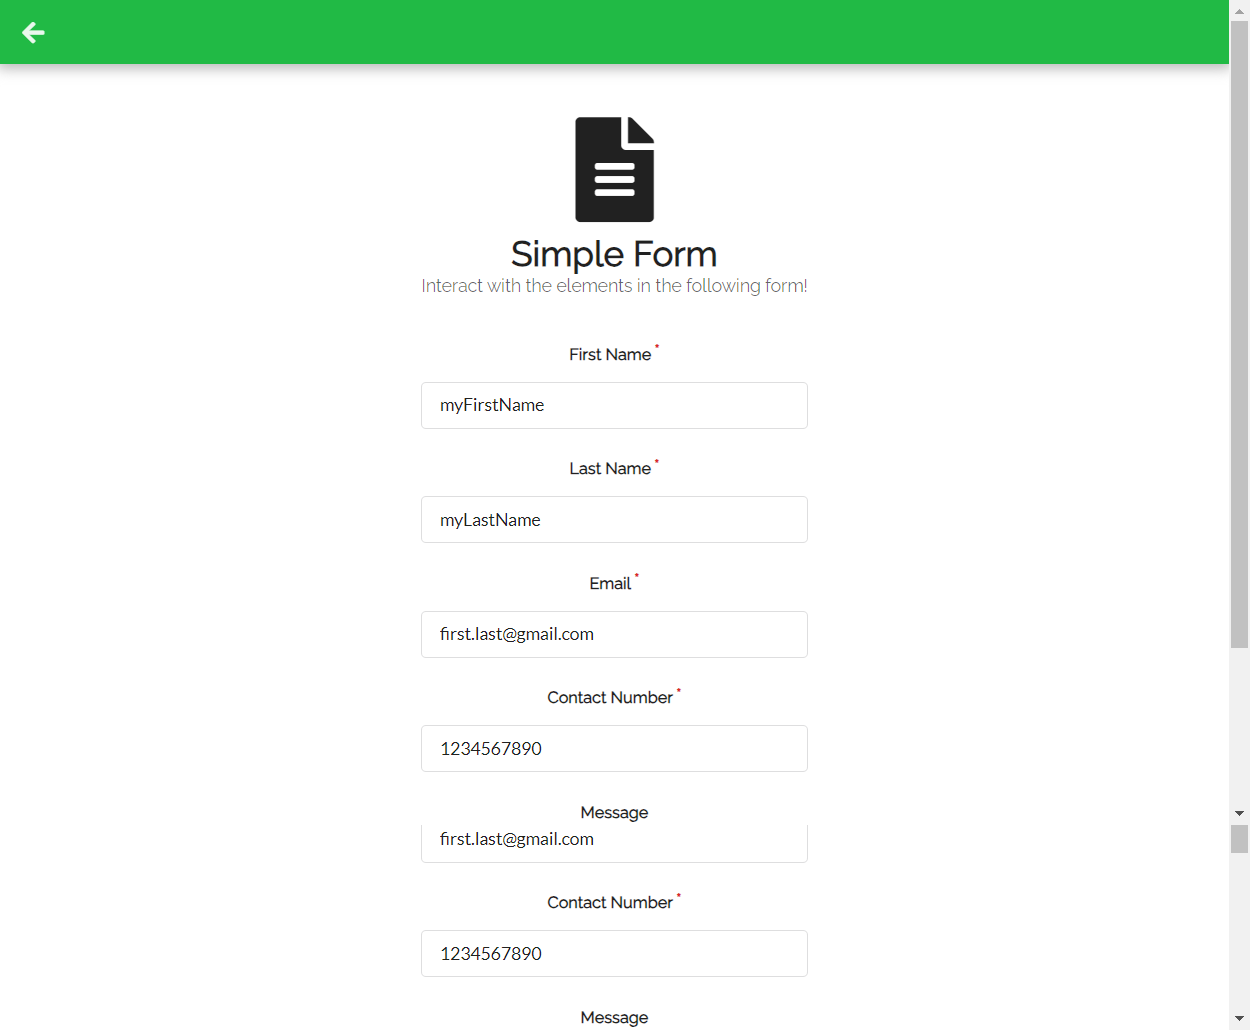 Simple Form
Interact with the elements in the following form!
First Name *
myFirstName
Last Name *
myLastName
Email *
first.last@gmail.com
Contact Number *
1234567890
Message
first.last@gmail.com
Contact Number *
1234567890
Message